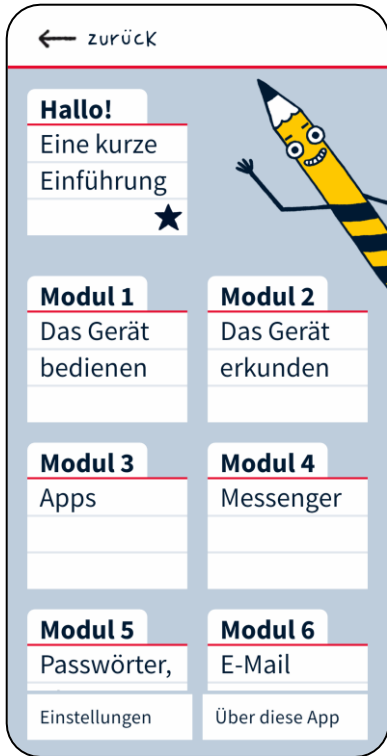 zurück
Hallo!
Eine kurze
Einführung
Modul 1
Das Gerät
bedienen
Modul 2
Das Gerät
erkunden
Modul 3
Apps
Modul 4
Messenger
Modul 5
Passwörter,
Modul 6
E-Mail
Einstellungen
Über diese App